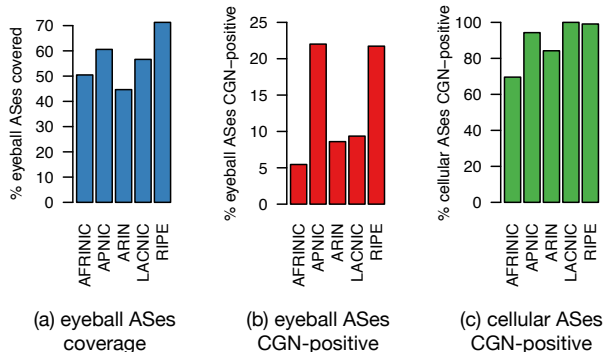 % eyeball ASes covered
70
60
50
40
30
20
10
0
AFRINIC
APNIC
ARIN
LACNIC
RIPE
(a) eyeball ASes
coverage
% eyeball ASes CGN−positive
25
20
15
10
5
0
AFRINIC
APNIC
ARIN
LACNIC
RIPE
(b) eyeball ASes
CGN-positive
% cellular ASes CGN−positive
100
80
60
40
20
0
AFRINIC
APNIC
ARIN
LACNIC
RIPE
(c) cellular ASes
CGN-positive